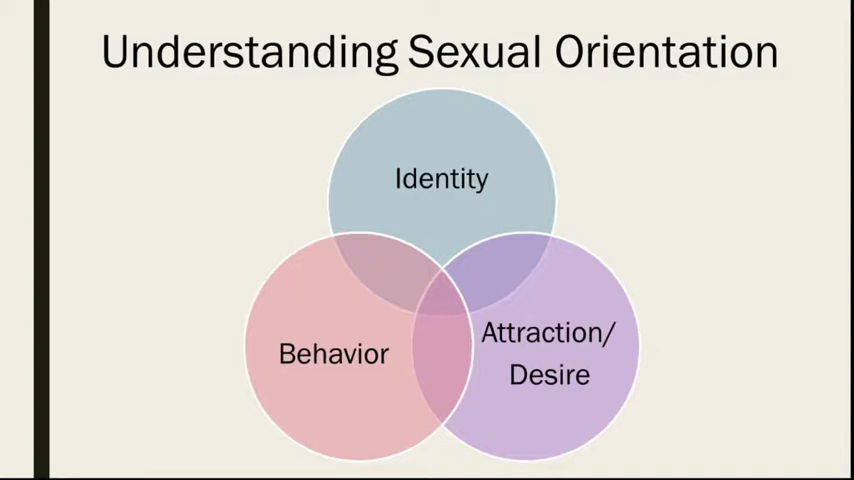 Understanding Sexual Orientation
Identity
Behavior
Attraction/
Desire